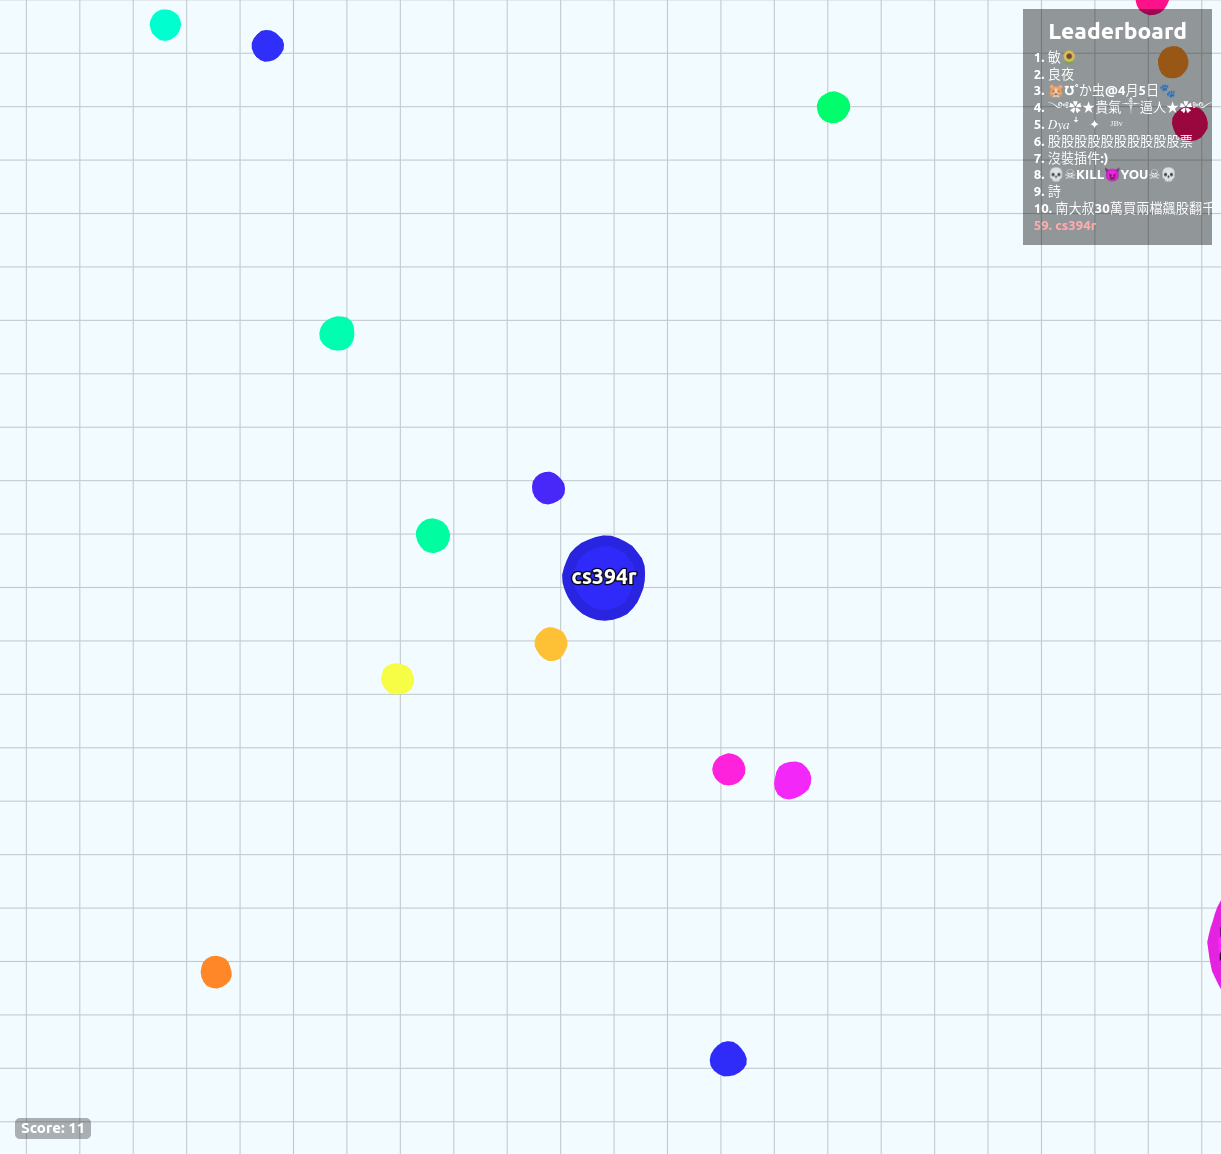 Leaderboard
1. 敏🌻
2. 良夜
3. 🐹℧˚か虫@4月5日🐾
4. ༺✿★貴氣༒逼人★✿༻
5. Dya ⸸ ✦ ᴶᴮⱽ
6. 股股股股股股股股股股票
7. 沒裝插件:)
8. 💀☠KILL😈YOU☠💀
9. 詩
10. 南大叔30萬買兩檔飆股翻千
59. cs394r
cs394r
Score: 11